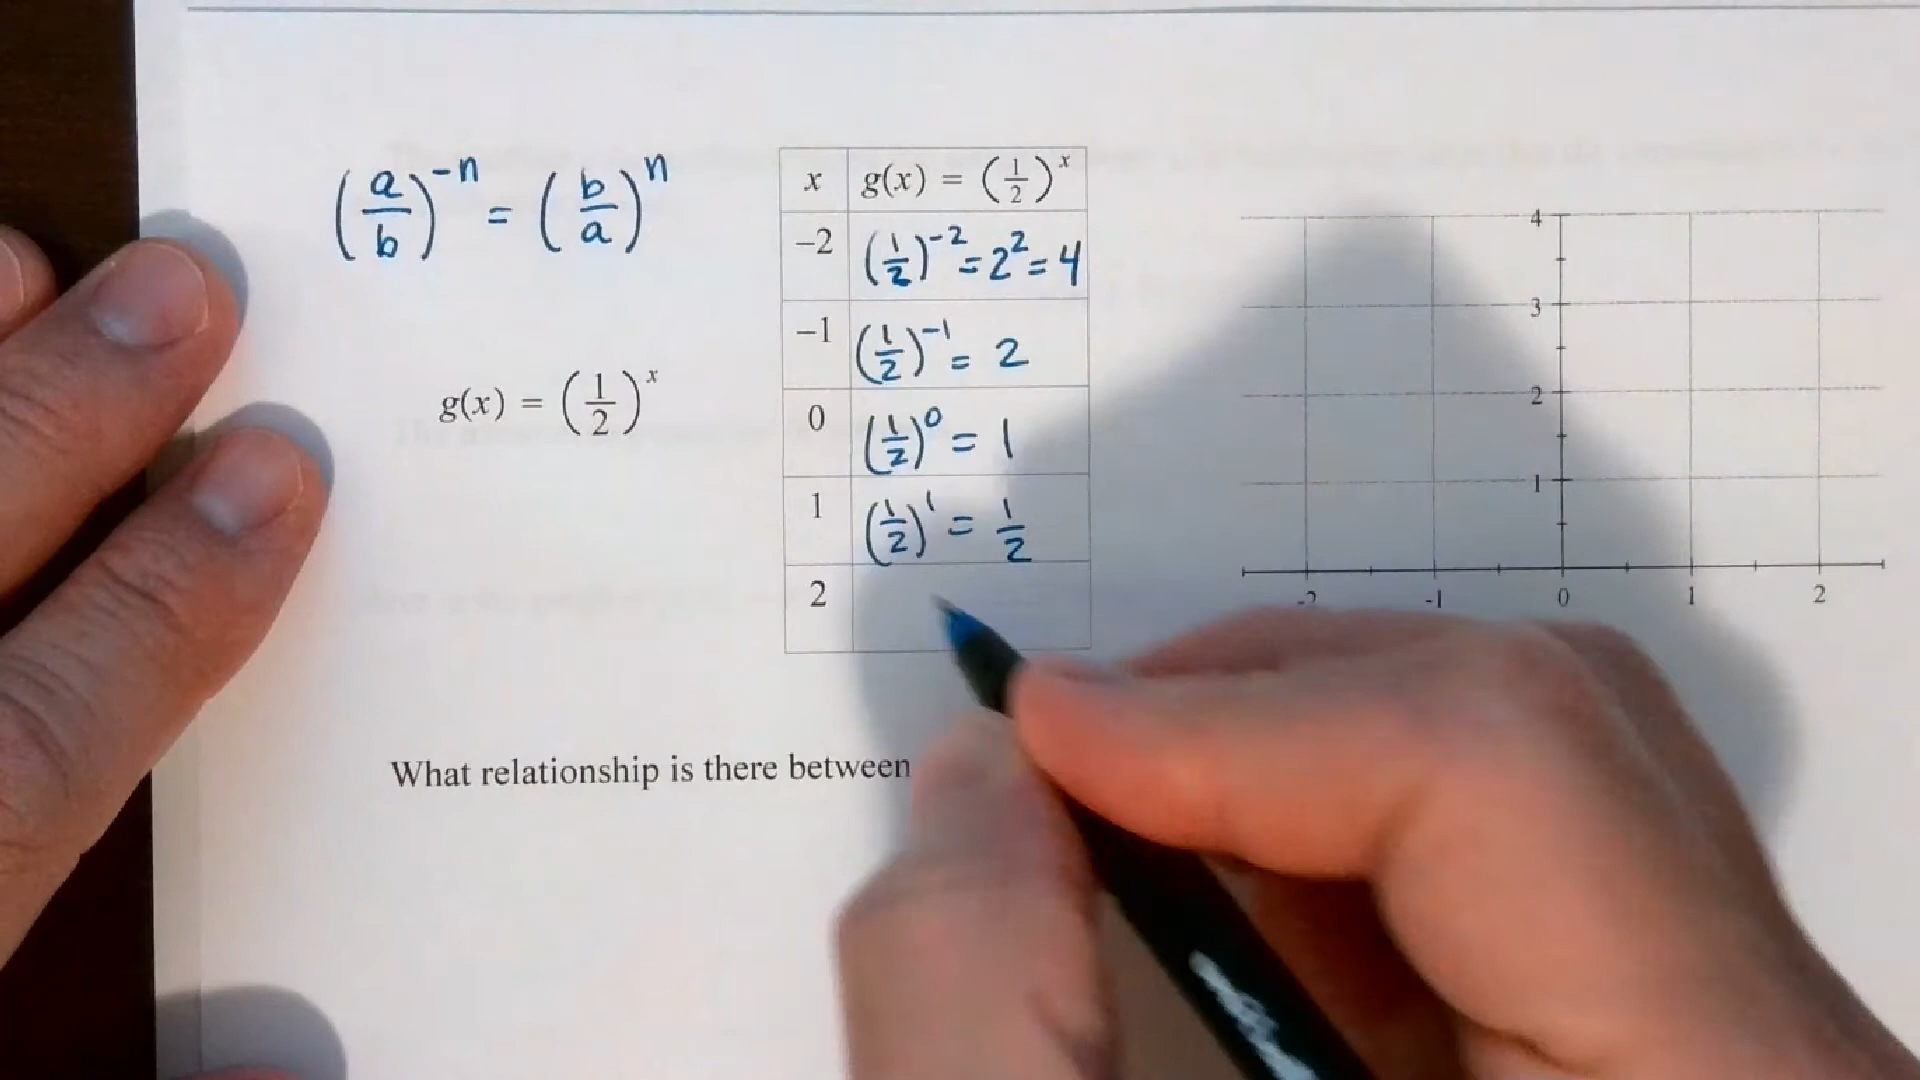 (a/b)^-n = (b/a)^n
g(x) = (1/2)^x
x g(x) = (1/2)^x
-2 (1/2)^-2 = 2^2 = 4
-1 (1/2)^-1 = 2
0 (1/2)^0 = 1
1 (1/2)^1 = 1/2
2
4
3
2
1
-2 -1 0 1 2
What relationship is there between